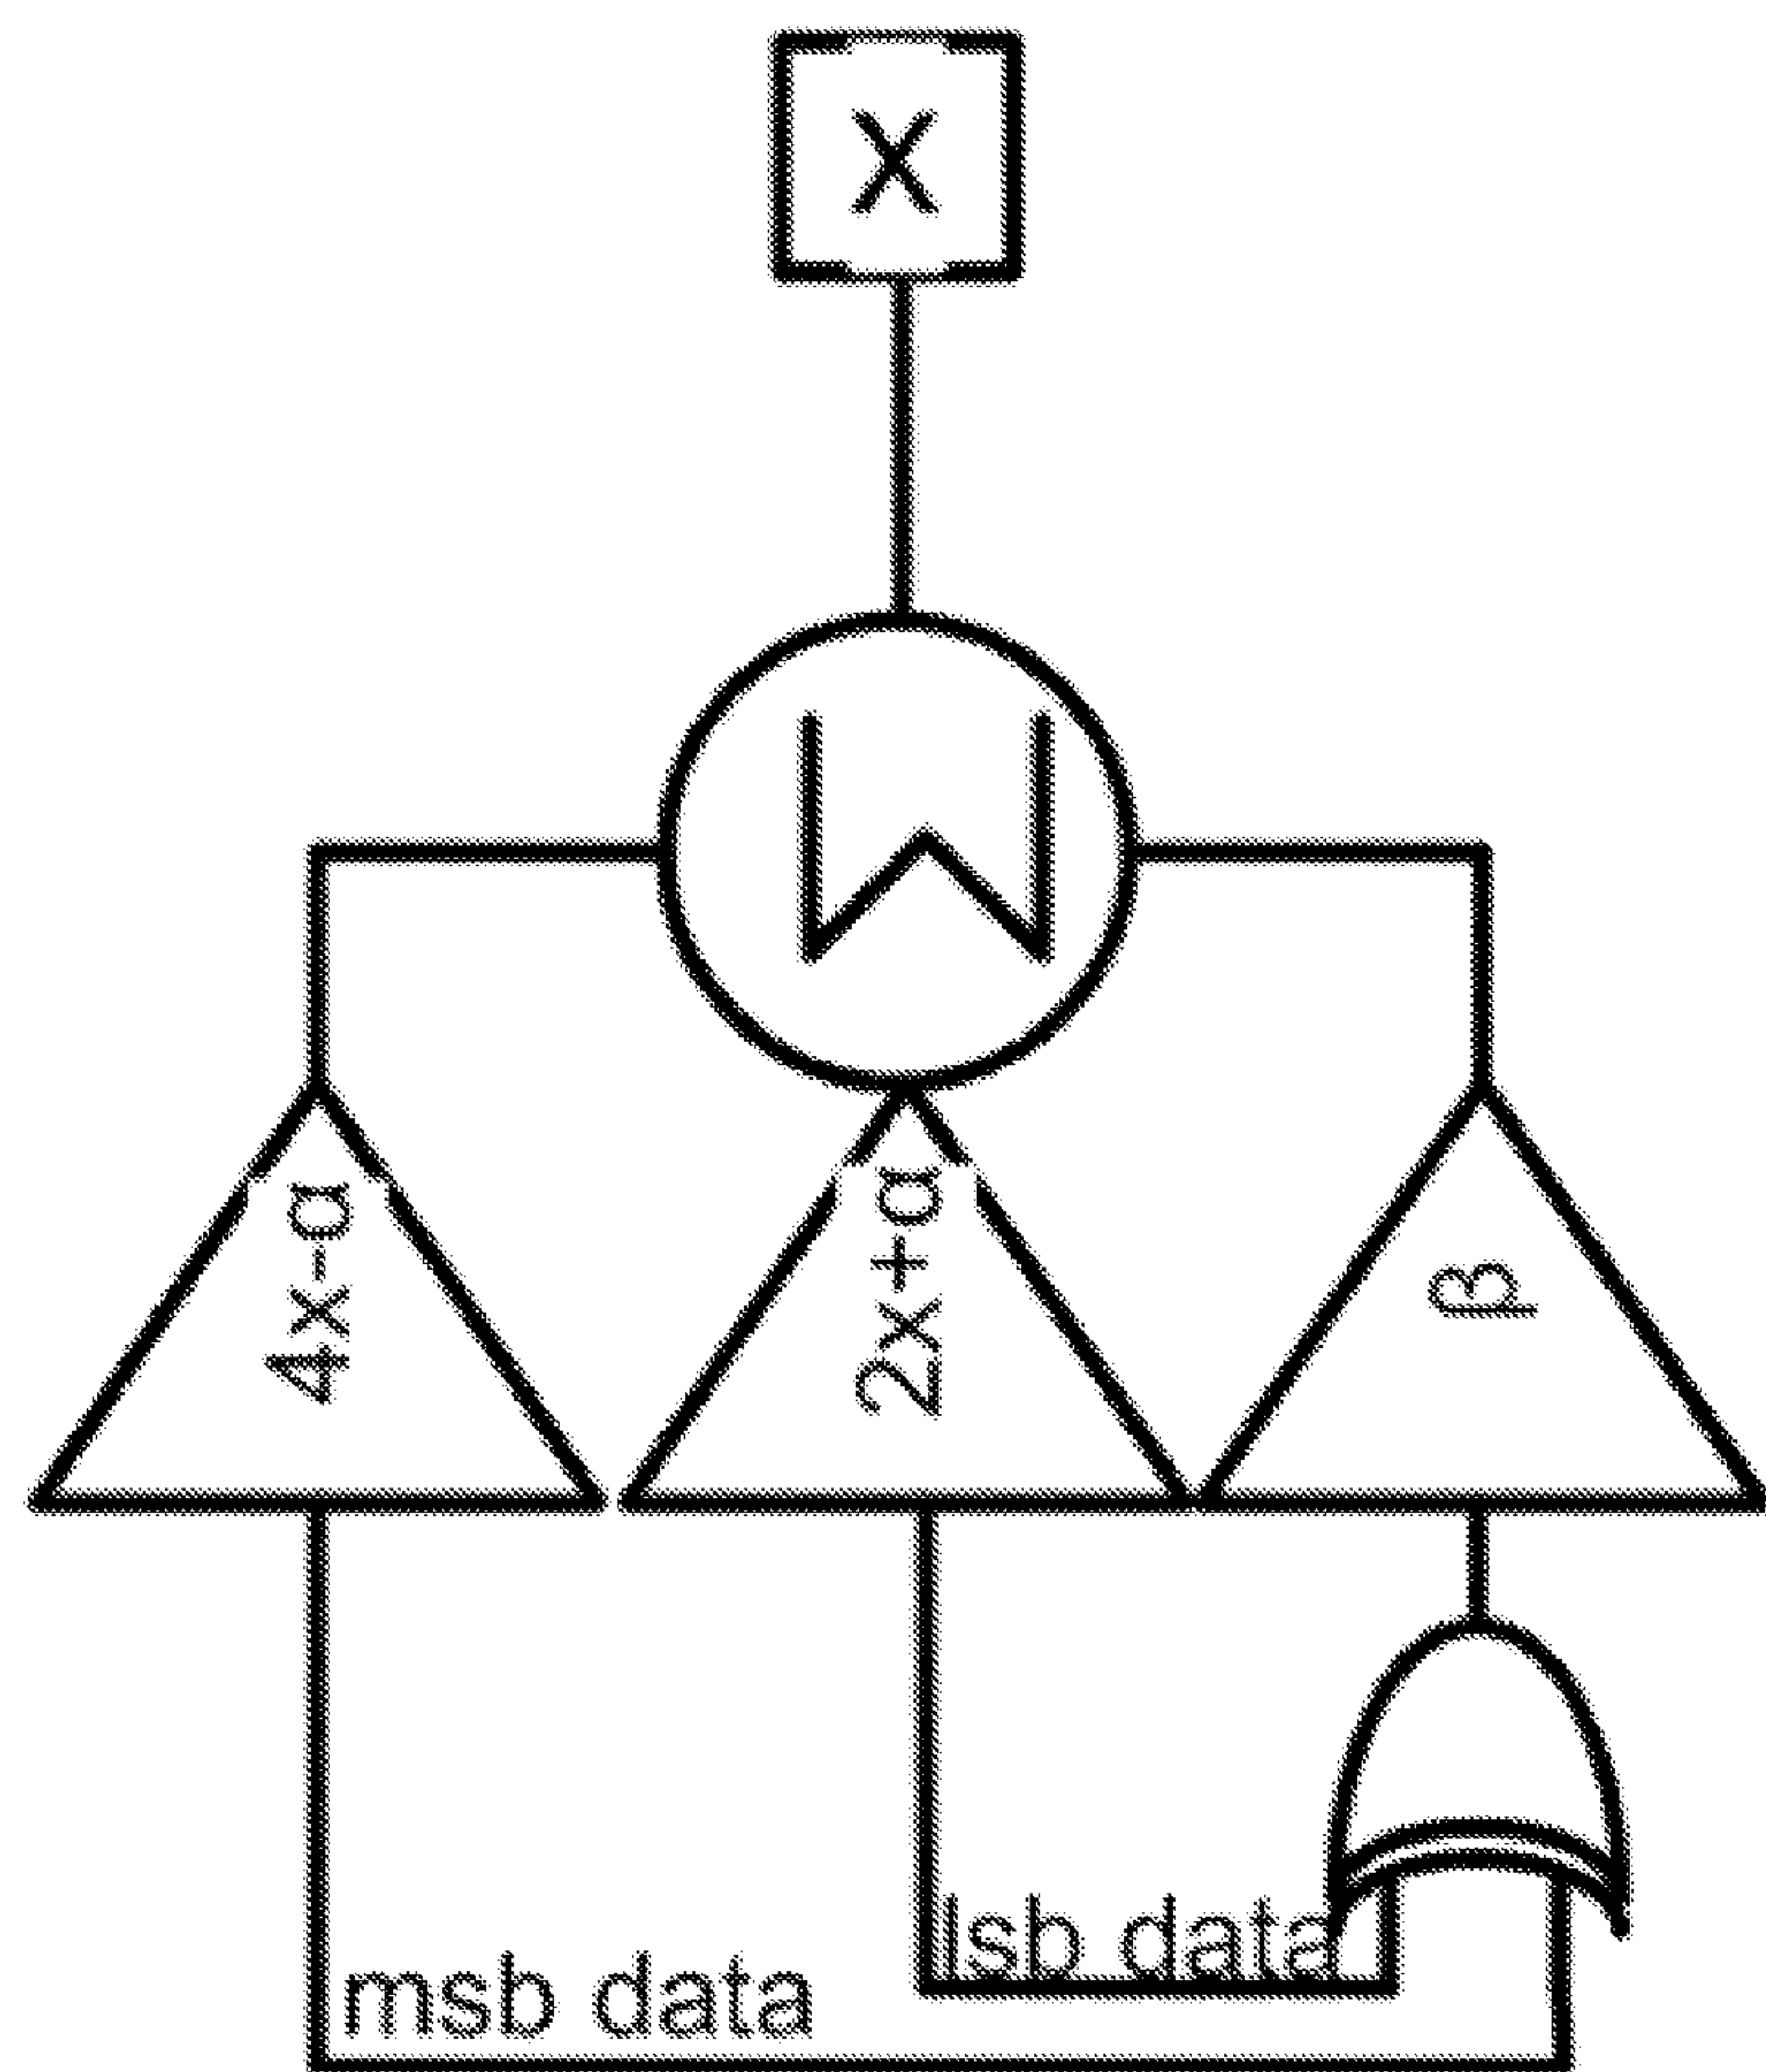 X
Σ
4x-α
2x+α
β
lsb data
msb data